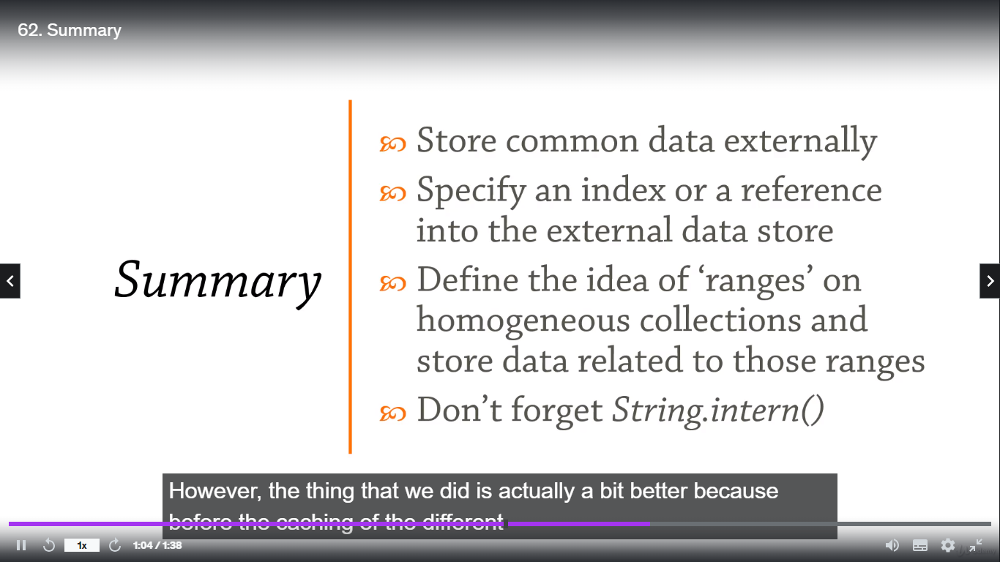 62. Summary
Summary
Store common data externally
Specify an index or a reference
into the external data store
Define the idea of ‘ranges’ on
homogeneous collections and
store data related to those ranges
Don’t forget String.intern()
However, the thing that we did is actually a bit better because
before the caching of the different
1x
1:04 / 1:38